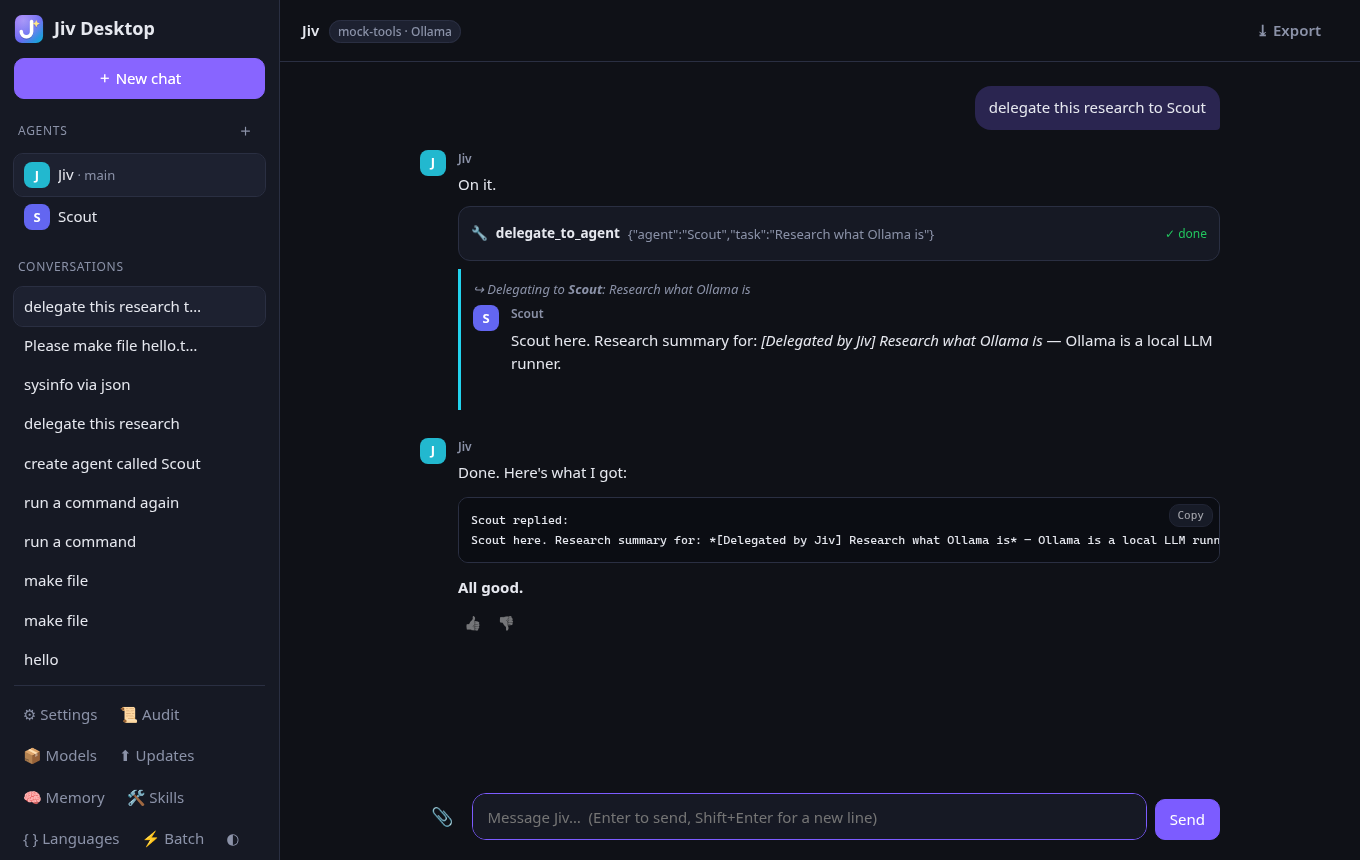 Jiv Desktop
+ New chat
AGENTS +
J Jiv · main
S Scout
CONVERSATIONS
delegate this research t...
Please make file hello.t...
sysinfo via json
delegate this research
create agent called Scout
run a command again
run a command
make file
make file
hello
⚙ Settings 📜 Audit
📦 Models ⬆ Updates
🧠 Memory 🛠️ Skills
{ } Languages ⚡ Batch ◐
Jiv mock-tools · Ollama ⤓ Export
delegate this research to Scout
J Jiv
On it.
🔧 delegate_to_agent {"agent":"Scout","task":"Research what Ollama is"} ✓ done
↪ Delegating to Scout: Research what Ollama is
S Scout
Scout here. Research summary for: [Delegated by Jiv] Research what Ollama is — Ollama is a local LLM
runner.
J Jiv
Done. Here's what I got:
Copy
Scout replied:
Scout here. Research summary for: *[Delegated by Jiv] Research what Ollama is* — Ollama is a local LLM runn
All good.
👍 👎
📎 Message Jiv... (Enter to send, Shift+Enter for a new line) Send